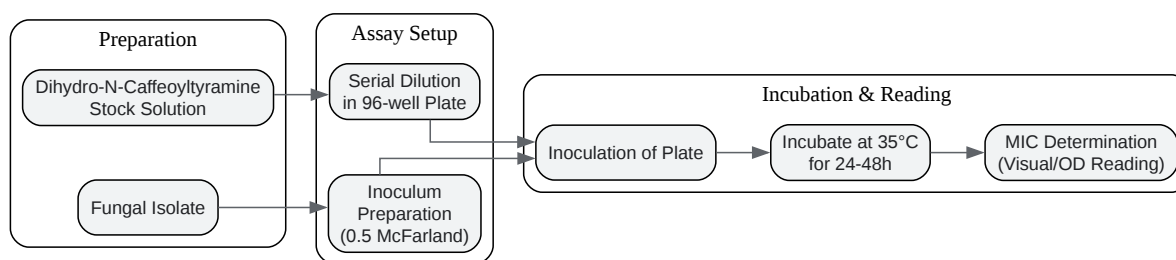 Preparation
Dihydro-N-Caffeoyltyramine
Stock Solution
Fungal Isolate
Assay Setup
Serial Dilution
in 96-well Plate
Inoculum
Preparation
(0.5 McFarland)
Incubation & Reading
Inoculation of Plate
Incubate at 35°C
for 24-48h
MIC Determination
(Visual/OD Reading)